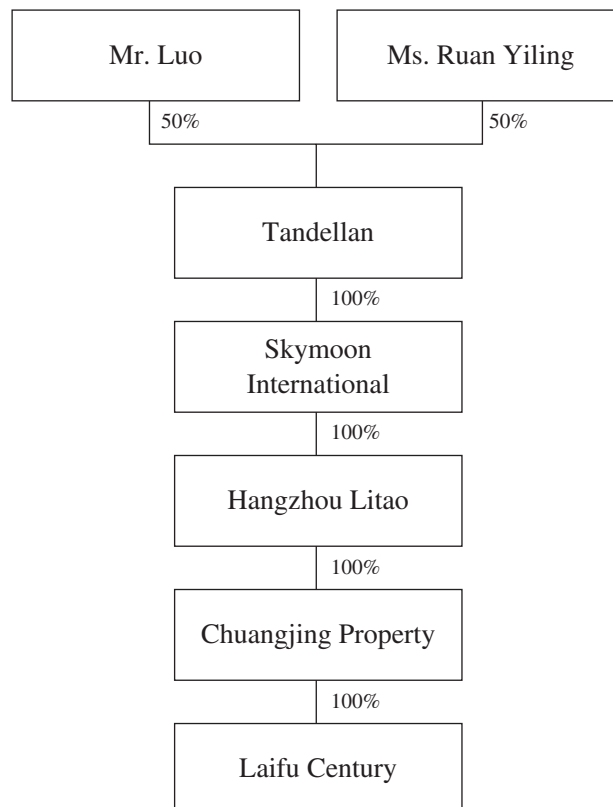 Mr. Luo
Ms. Ruan Yiling
50%
50%
Tandellan
100%
Skymoon
International
100%
Hangzhou Litao
100%
Chuangjing Property
100%
Laifu Century